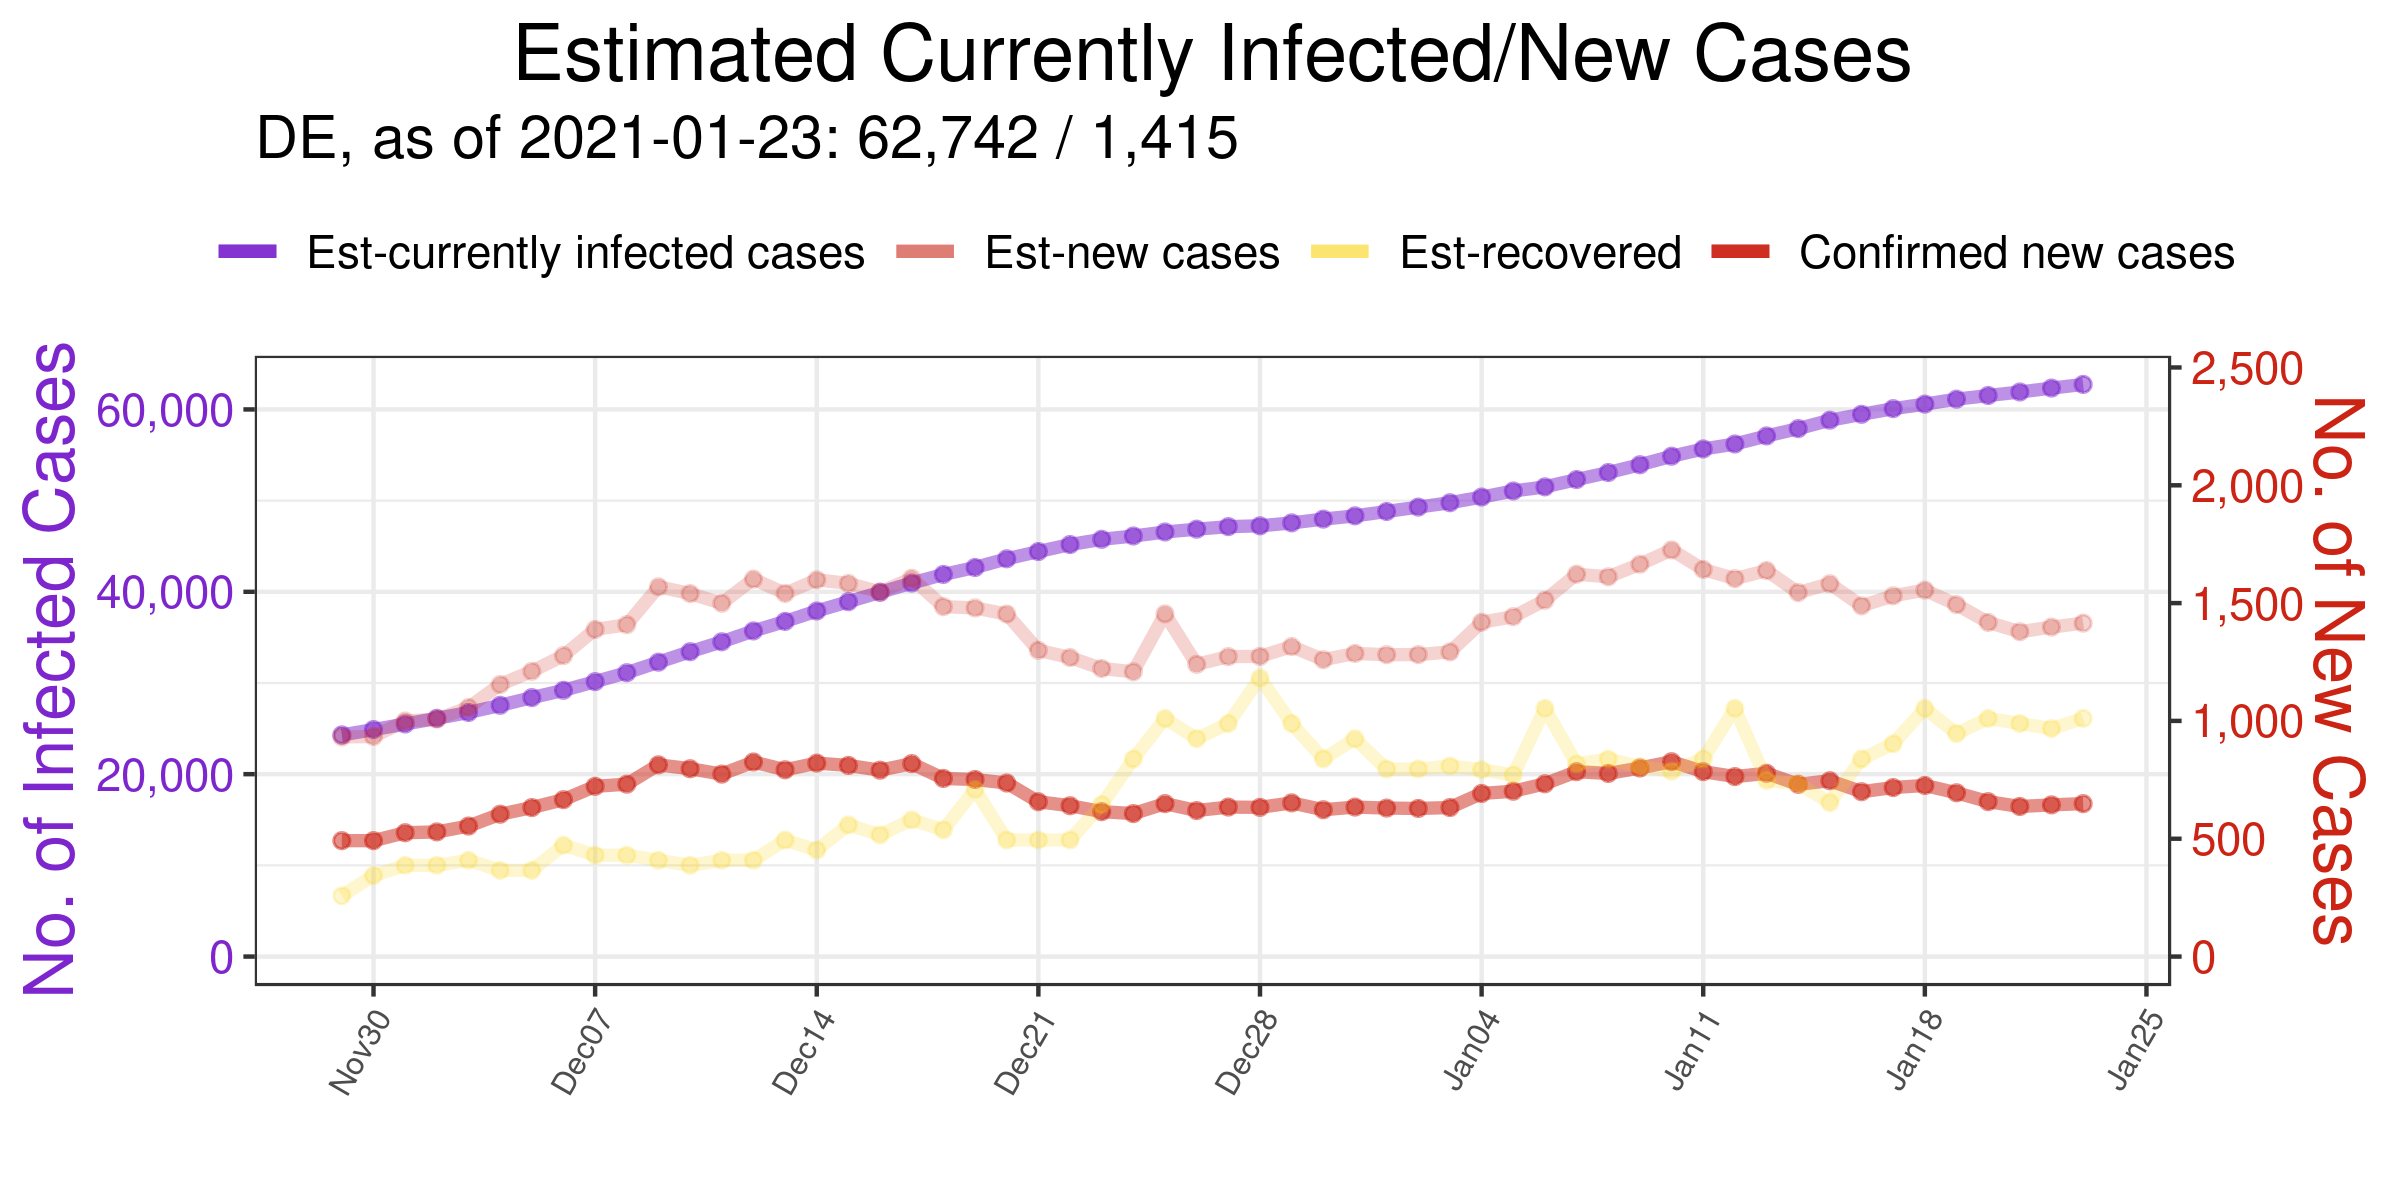 Estimated Currently Infected/New Cases
DE, as of 2021-01-23: 62,742 / 1,415
Est-currently infected cases Est-new cases Est-recovered Confirmed new cases
No. of Infected Cases
60,000
40,000
20,000
0
2,500
2,000
1,500
1,000
500
0
No. of New Cases
Nov30 Dec07 Dec14 Dec21 Dec28 Jan04 Jan11 Jan18 Jan25